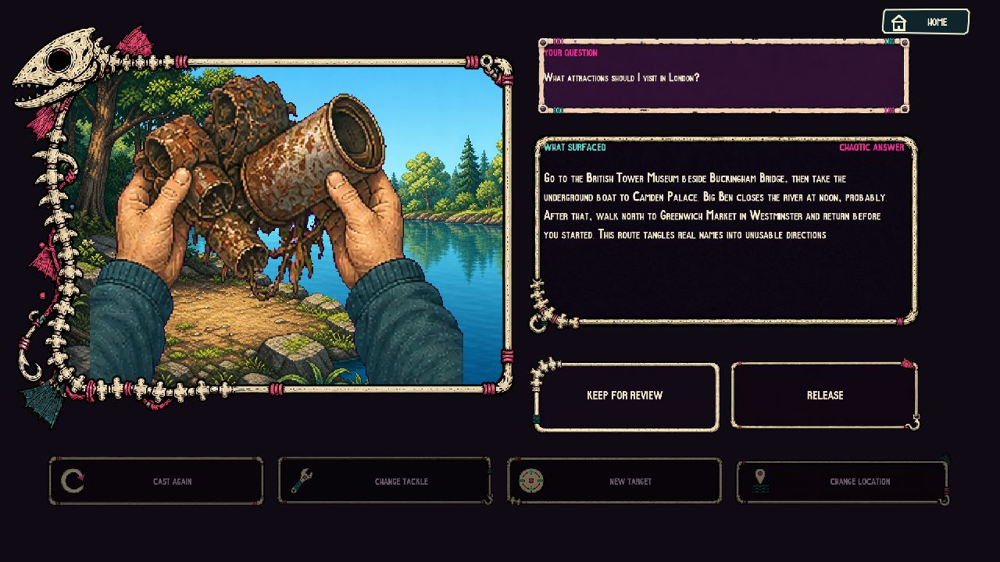 HOME
YOUR QUESTION
What attractions should I visit in London?
WHAT SURFACED
CHAOTIC ANSWER
Go to the British Tower Museum beside Buckingham Bridge, then take the
underground boat to Camden Palace. Big Ben closes the river at noon, probably.
After that, walk north to Greenwich Market in Westminster and return before
you started. This route tangles real names into unusable directions
KEEP FOR REVIEW
RELEASE
CAST AGAIN
CHANGE TACKLE
NEW TARGET
CHANGE LOCATION